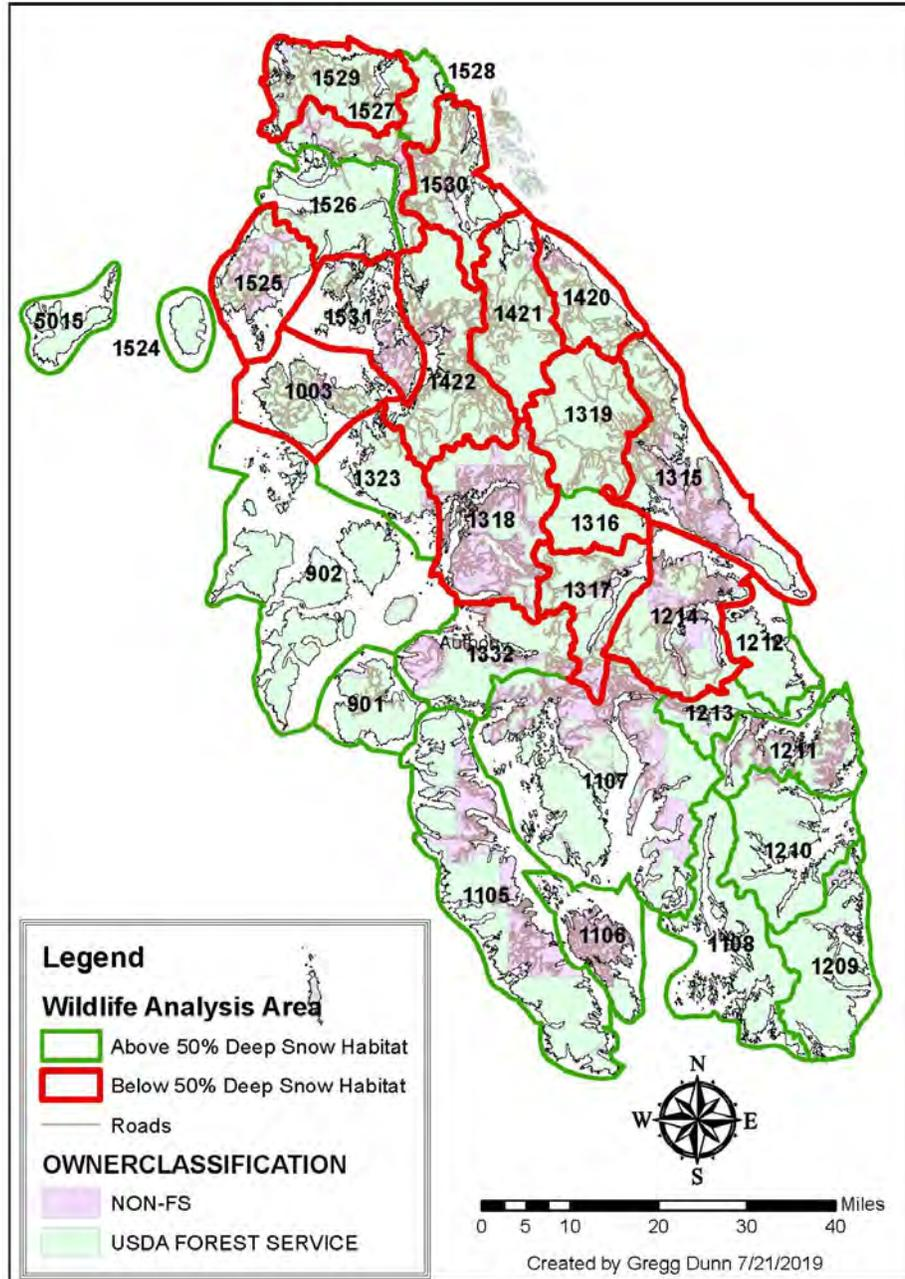 1529
1528
1527
1530
1526
1525
1531
5015
1524
1421
1420
1003
1422
1319
1323
1315
1318
1316
902
1317
1214
1212
1332
901
1213
1211
1107
1210
1105
1106
1108
1209
Legend
Wildlife Analysis Area
Above 50% Deep Snow Habitat
Below 50% Deep Snow Habitat
Roads
OWNERCLASSIFICATION
NON-FS
USDA FOREST SERVICE
N
W E
S
Miles
0 5 10 20 30 40
Created by Gregg Dunn 7/21/2019